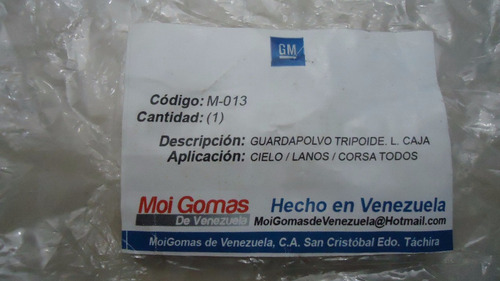 GM
Código: M-013
Cantidad: (1)
Descripción: GUARDAPOLVO TRIPOIDE. L. CAJA
Aplicación: CIELO / LANOS / CORSA TODOS
Moi Gomas
De Venezuela
Hecho en Venezuela
MoiGomasdeVenezuela@Hotmail.com
MoiGomas de Venezuela, C.A. San Cristóbal Edo. Táchira